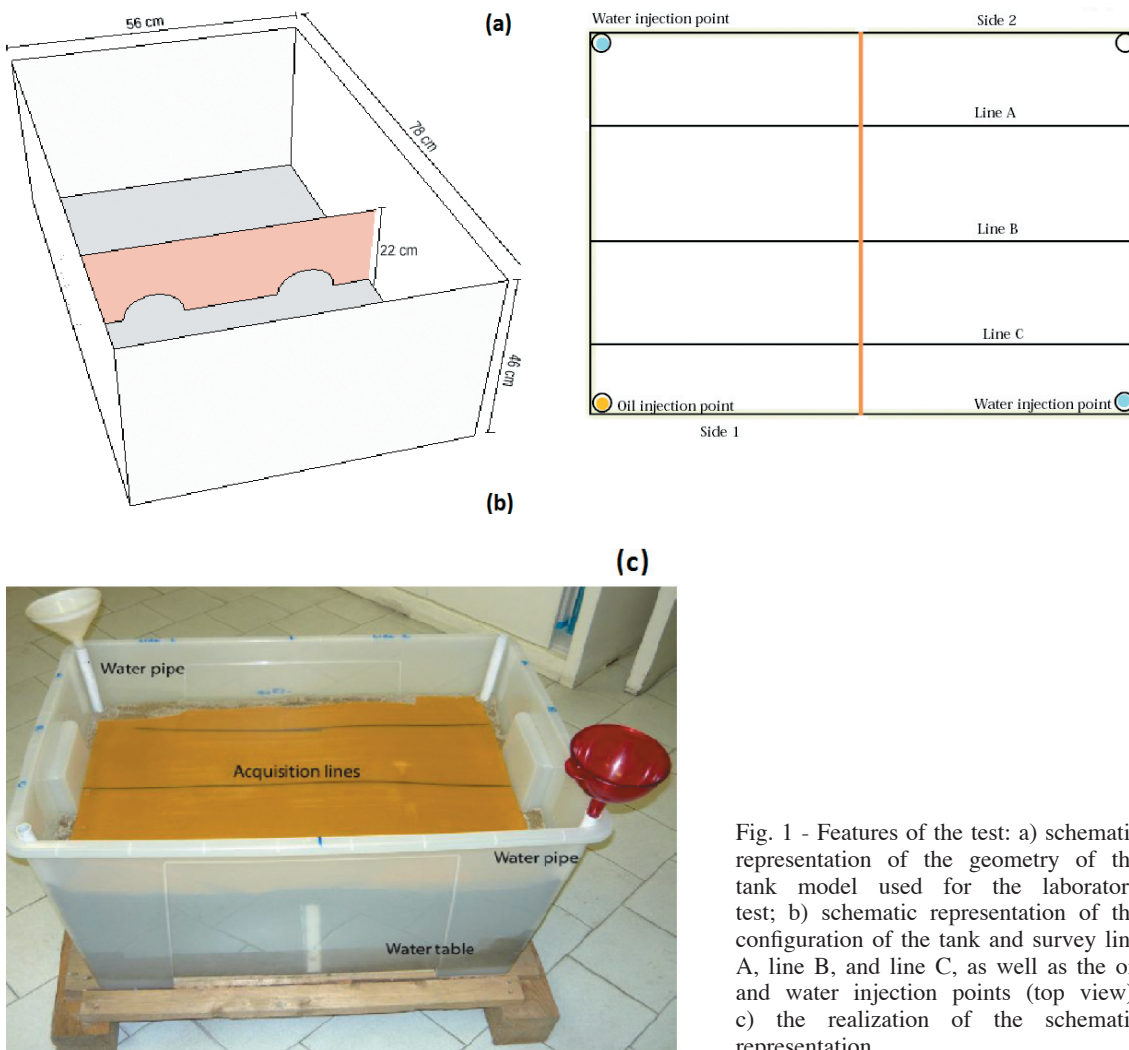 56 cm
(a)
78 cm
22 cm
46 cm
(b)
Water injection point
Side 2
Line A
Line B
Line C
Oil injection point
Water injection point
Side 1
(c)
Water pipe
Acquisition lines
Water pipe
Water table
Fig. 1 - Features of the test: a) schemati
representation of the geometry of th
tank model used for the laborator
test; b) schematic representation of th
configuration of the tank and survey lin
A, line B, and line C, as well as the o
and water injection points (top view)
c) the realization of the schemati
representation